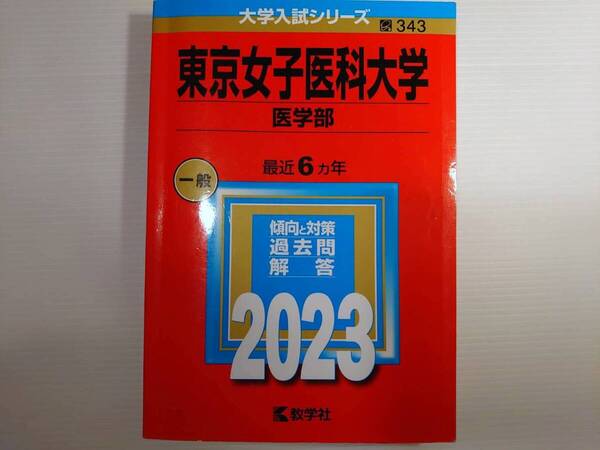 大学入試シリーズ
343
東京女子医科大学
医学部
最近6ヵ年
一般
傾向と対策
過去問
解答
2023
教学社